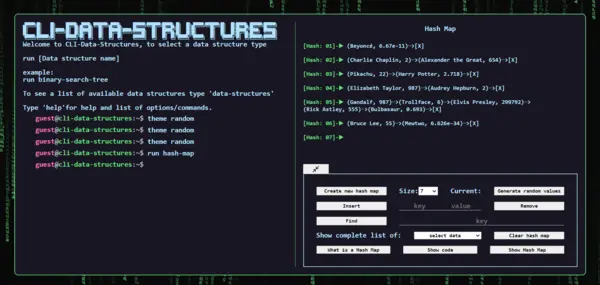 CLI-DATA-STRUCTURES
Welcome to CLI-Data-Structures, to select a data structure type
run [Data structure name]
example:
run binary-search-tree
To see a list of available data structures type 'data-structures'
Type 'help'for help and list of options/commands.
guest@cli-data-structures:~$ theme random
guest@cli-data-structures:~$ theme random
guest@cli-data-structures:~$ theme random
guest@cli-data-structures:~$ run hash-map
guest@cli-data-structures:~$
Hash Map
[Hash: 01]-► (Beyoncé, 6.67e-11)->[X]
[Hash: 02]-► (Charlie Chaplin, 2)->(Alexander the Great, 654)->[X]
[Hash: 03]-► (Pikachu, 22)->(Harry Potter, 2.718)->[X]
[Hash: 04]-► (Elizabeth Taylor, 987)->(Audrey Hepburn, 2)->[X]
[Hash: 05]-► (Gandalf, 987)->(Trollface, 6)->(Elvis Presley, 299792)->
(Rick Astley, 555)->(Bulbasaur, 0.693)->[X]
[Hash: 06]-► (Bruce Lee, 55)->(Mewtwo, 6.626e-34)->[X]
[Hash: 07]-►
Create new hash map Size: 7 Current: Generate random values
Insert key value Remove
Find key
Show complete list of: select data Clear hash map
What is a Hash Map Show code Show Hash Map